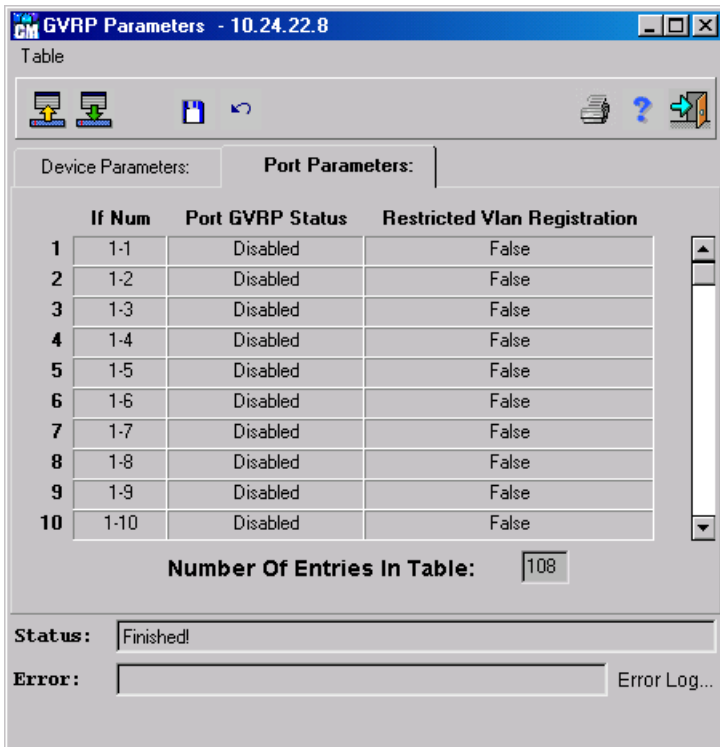 GVRP Parameters - 10.24.22.8
Table
Device Parameters: Port Parameters:
If Num Port GVRP Status Restricted Vlan Registration
1 1-1 Disabled False
2 1-2 Disabled False
3 1-3 Disabled False
4 1-4 Disabled False
5 1-5 Disabled False
6 1-6 Disabled False
7 1-7 Disabled False
8 1-8 Disabled False
9 1-9 Disabled False
10 1-10 Disabled False
Number Of Entries In Table: 108
Status: Finished!
Error: Error Log...